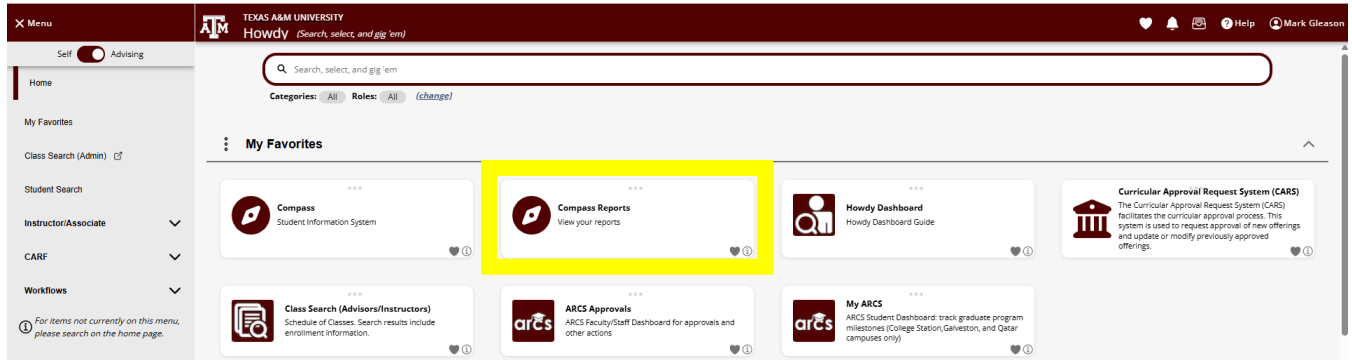 X Menu
TEXAS A&M UNIVERSITY
Howdy (Search, select, and gig 'em)
Help
Mark Gleason
Self Advising
Home
My Favorites
Class Search (Admin)
Student Search
Instructor/Associate
CARF
Workflows
For items not currently on this menu,
please search on the home page.
Search, select, and gig 'em
Categories: All Roles: All (change)
My Favorites
Compass
Student Information System
Compass Reports
View your reports
Howdy Dashboard
Howdy Dashboard Guide
Curricular Approval Request System (CARS)
The Curricular Approval Request System (CARS)
facilitates the curricular approval process. This
system is used to request approval of new offerings
and update or modify previously approved
offerings.
Class Search (Advisors/Instructors)
Schedule of Classes. Search results include
enrollment information.
arcs
ARCS Approvals
ARCS Faculty/Staff Dashboard for approvals and
other actions
arcs
My ARCS
ARCS Student Dashboard: track graduate program
milestones (College Station,Galveston, and Qatar
campuses only)